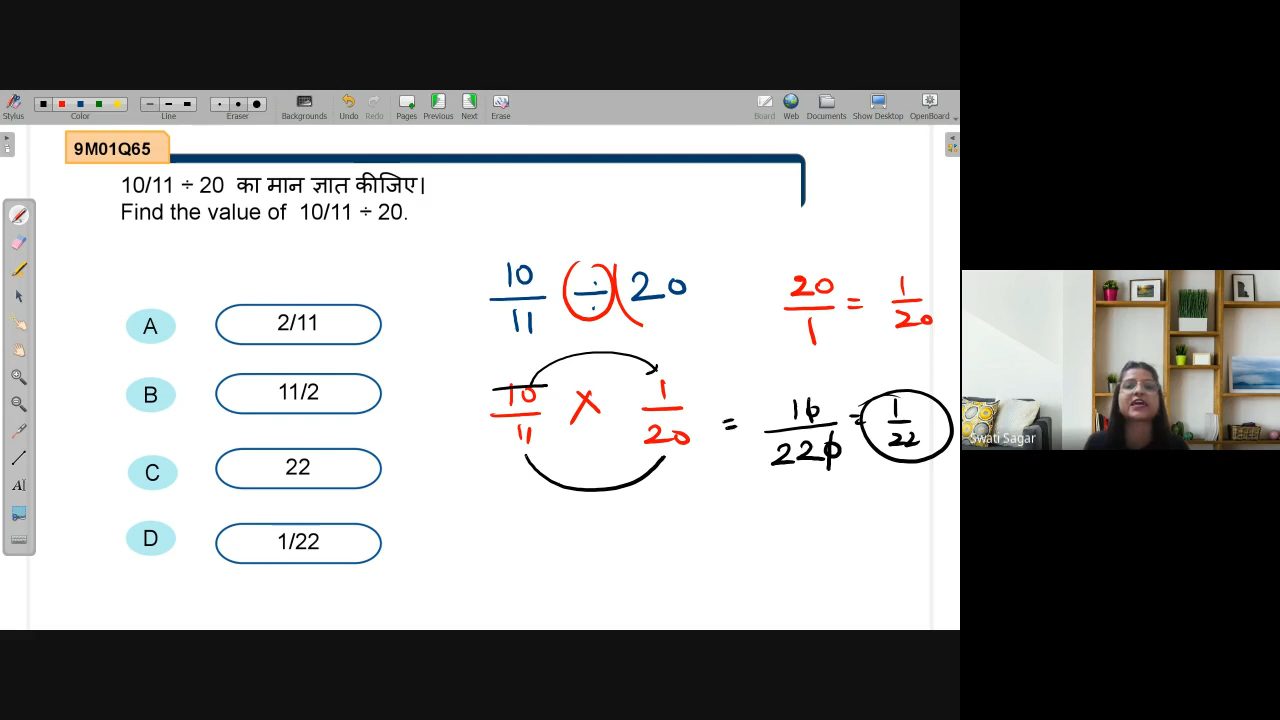 Stylus Color Line Eraser Backgrounds Undo Redo Pages Previous Next Erase Board Web Documents Show Desktop OpenBoard
9M01Q65
10/11 ÷ 20 का मान ज्ञात कीजिए।
Find the value of 10/11 ÷ 20.
10/11 ÷ ( 20
20/1 = 1/20
A 2/11
B 11/2
C 22
D 1/22
10/11 × 1/20 = 10/220 = 1/22
Swati Sagar